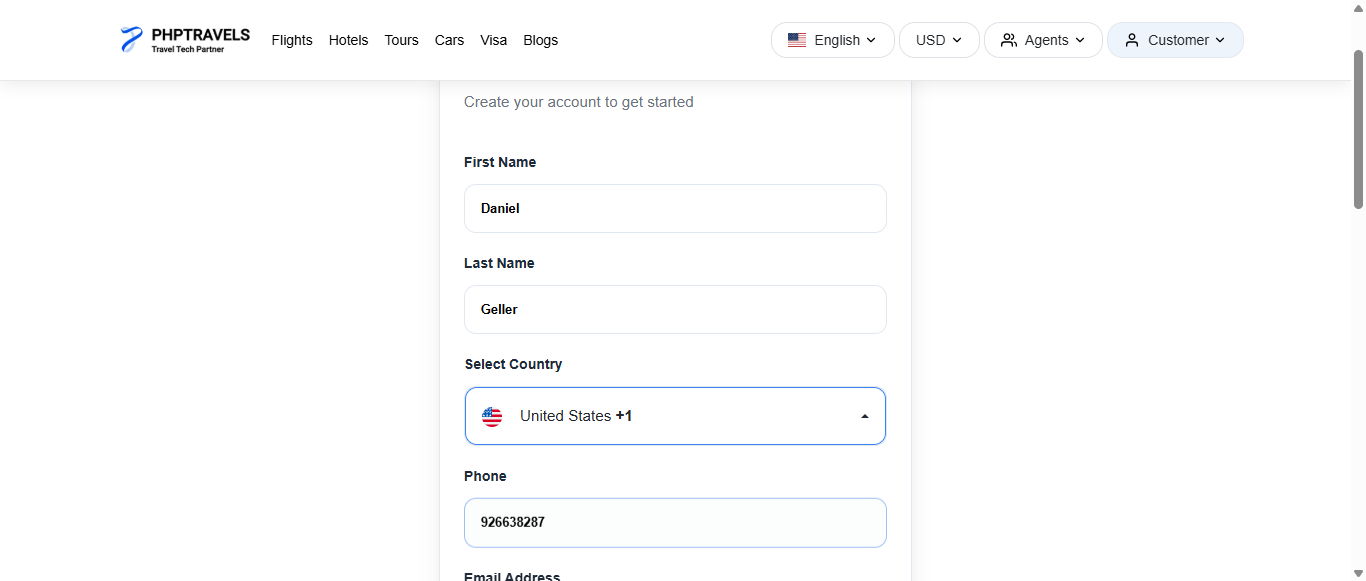 PHPTRAVELS
Travel Tech Partner
Flights Hotels Tours Cars Visa Blogs
English USD Agents Customer
Create your account to get started
First Name
Daniel
Last Name
Geller
Select Country
United States +1
Phone
926638287
Email Address